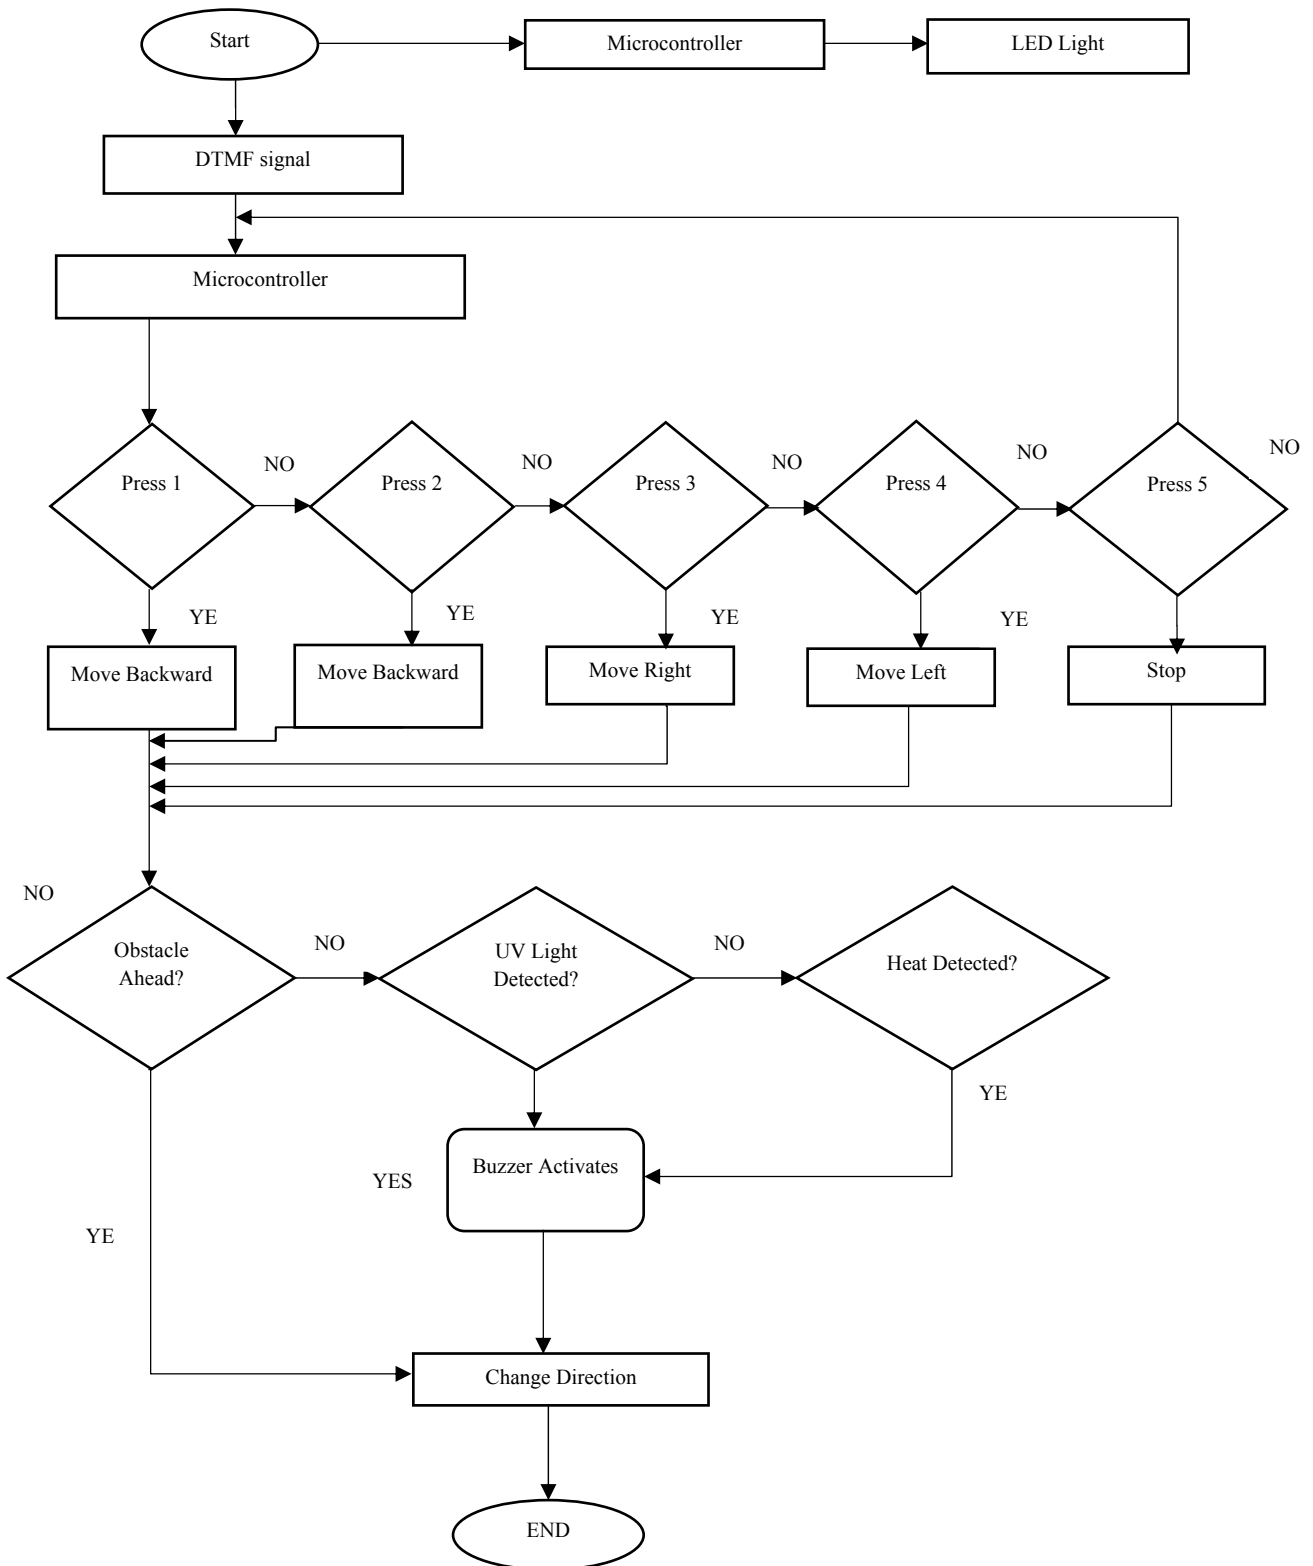 Start
Microcontroller
LED Light
DTMF signal
Microcontroller
Press 1
NO
Press 2
NO
Press 3
NO
Press 4
NO
Press 5
NO
YE
YE
YE
YE
Move Backward
Move Backward
Move Right
Move Left
Stop
NO
Obstacle
Ahead?
NO
UV Light
Detected?
NO
Heat Detected?
YE
Buzzer Activates
YES
YE
Change Direction
END